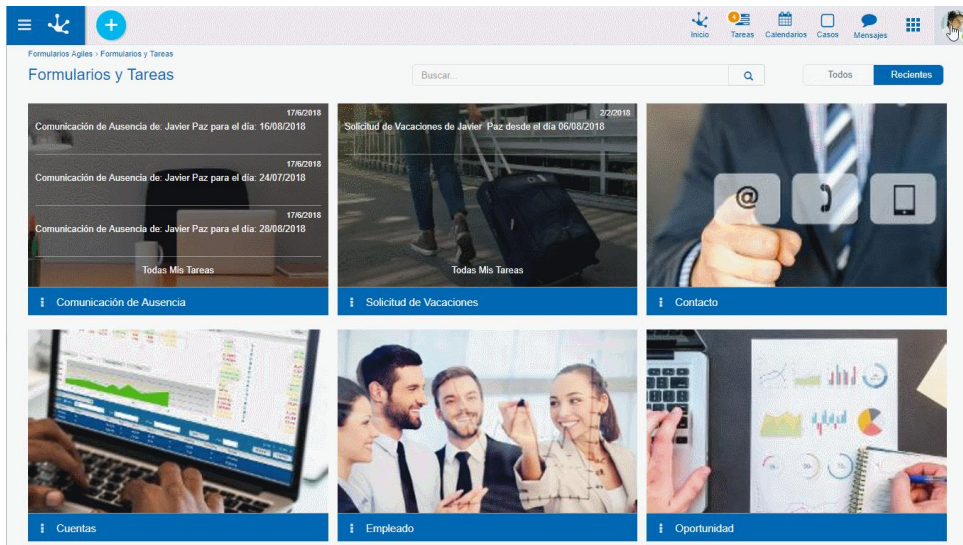 4
Inicio
Tareas
Calendarios
Casos
Mensajes
Formularios Agiles > Formularios y Tareas
Formularios y Tareas
Buscar...
Todos
Recientes
17/6/2018
Comunicación de Ausencia de: Javier Paz para el día: 16/08/2018
17/6/2018
Comunicación de Ausencia de: Javier Paz para el día: 24/07/2018
17/6/2018
Comunicación de Ausencia de: Javier Paz para el día: 28/08/2018
Todas Mis Tareas
Comunicación de Ausencia
2/2/2018
Solicitud de Vacaciones de Javier Paz desde el día 06/08/2018
Todas Mis Tareas
Solicitud de Vacaciones
@
Contacto
Cuentas
Empleado
Oportunidad